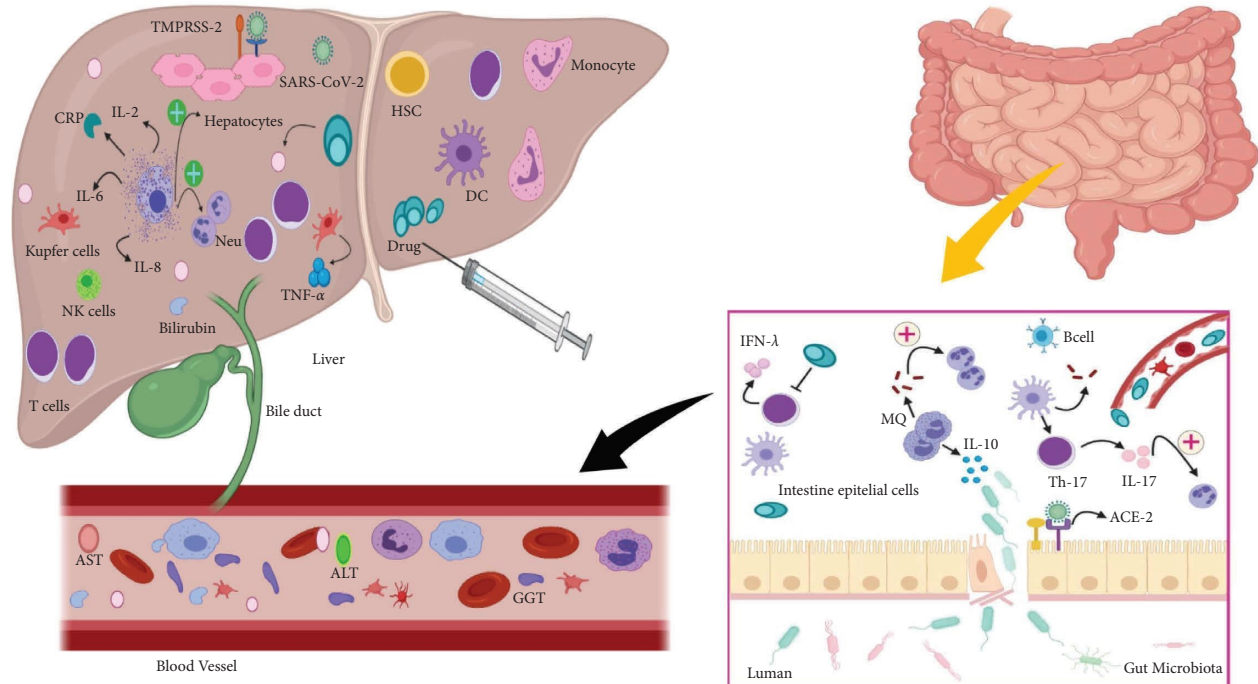 TMPRSS-2
SARS-CoV-2
Monocyte
HSC
IL-2
CRP
Hepatocytes
IL-6
DC
Neu
Drug
Kupfer cells
IL-8
TNF-α
NK cells
Bilirubin
Liver
T cells
Bile duct
AST
ALT
GGT
Blood Vessel
IFN-λ
Bcell
MQ
IL-10
Th-17
IL-17
Intestine epitelial cells
ACE-2
Luman
Gut Microbiota